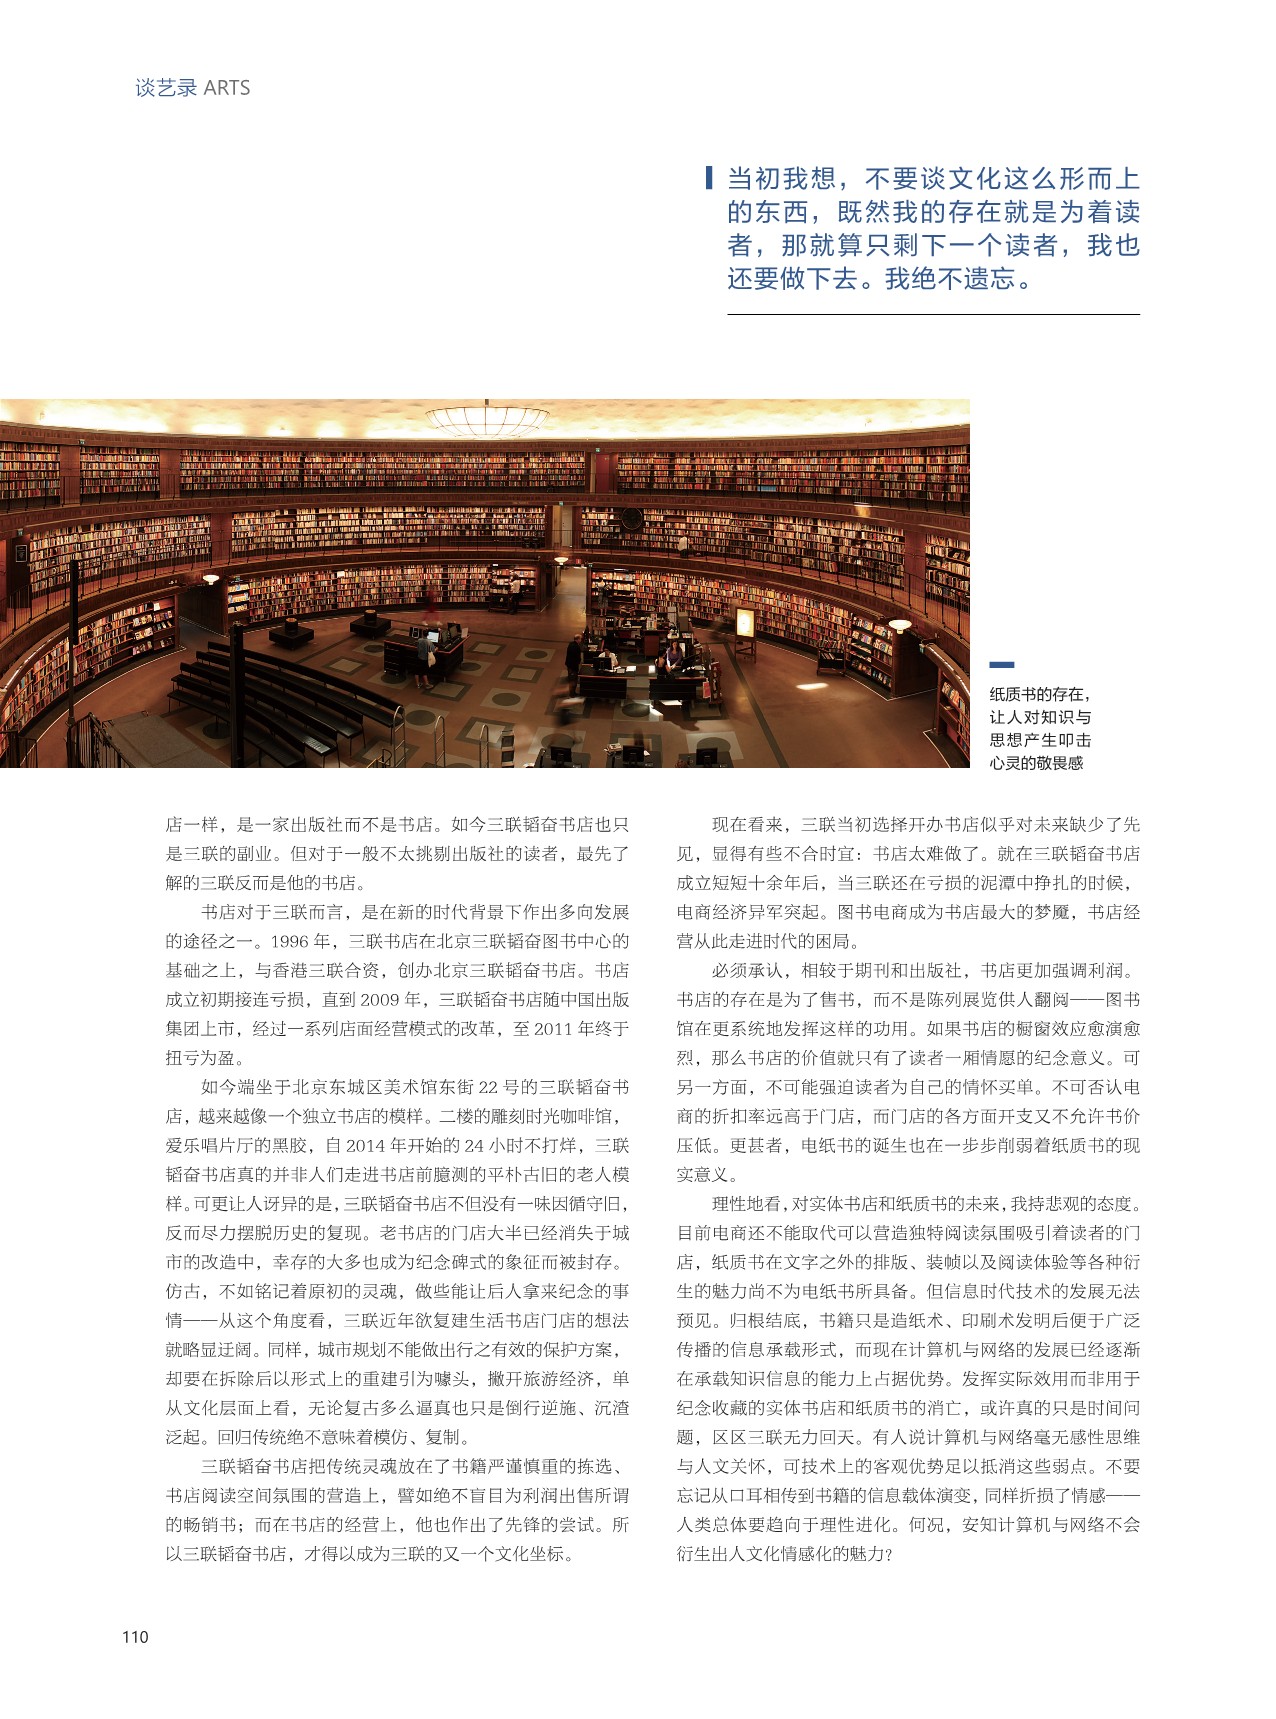 谈艺录 ARTS
当初我想，不要谈文化这么形而上
的东西，既然我的存在就是为着读
者，那就算只剩下一个读者，我也
还要做下去。我绝不遗忘。
纸质书的存在，
让人对知识与
思想产生叩击
心灵的敬畏感
店一样，是一家出版社而不是书店。如今三联韬奋书店也只
是三联的副业。但对于一般不太挑剔出版社的读者，最先了
解的三联反而是他的书店。
书店对于三联而言，是在新的时代背景下作出多向发展
的途径之一。1996 年，三联书店在北京三联韬奋图书中心的
基础之上，与香港三联合资，创办北京三联韬奋书店。书店
成立初期接连亏损，直到 2009 年，三联韬奋书店随中国出版
集团上市，经过一系列店面经营模式的改革，至 2011 年终于
扭亏为盈。
如今端坐于北京东城区美术馆东街 22 号的三联韬奋书
店，越来越像一个独立书店的模样。二楼的雕刻时光咖啡馆，
爱乐唱片厅的黑胶，自 2014 年开始的 24 小时不打烊，三联
韬奋书店真的并非人们走进书店前臆测的平朴古旧的老人模
样。可更让人讶异的是，三联韬奋书店不但没有一味因循守旧，
反而尽力摆脱历史的复现。老书店的门店大半已经消失于城
市的改造中，幸存的大多也成为纪念碑式的象征而被封存。
仿古，不如铭记着原初的灵魂，做些能让后人拿来纪念的事
情——从这个角度看，三联近年欲复建生活书店门店的想法
就略显迂阔。同样，城市规划不能做出行之有效的保护方案，
却要在拆除后以形式上的重建引为噱头，撇开旅游经济，单
从文化层面上看，无论复古多么逼真也只是倒行逆施、沉渣
泛起。回归传统绝不意味着模仿、复制。
三联韬奋书店把传统灵魂放在了书籍严谨慎重的拣选、
书店阅读空间氛围的营造上，譬如绝不盲目为利润出售所谓
的畅销书；而在书店的经营上，他也作出了先锋的尝试。所
以三联韬奋书店，才得以成为三联的又一个文化坐标。
现在看来，三联当初选择开办书店似乎对未来缺少了先
见，显得有些不合时宜：书店太难做了。就在三联韬奋书店
成立短短十余年后，当三联还在亏损的泥潭中挣扎的时候，
电商经济异军突起。图书电商成为书店最大的梦魇，书店经
营从此走进时代的困局。
必须承认，相较于期刊和出版社，书店更加强调利润。
书店的存在是为了售书，而不是陈列展览供人翻阅——图书
馆在更系统地发挥这样的功用。如果书店的橱窗效应愈演愈
烈，那么书店的价值就只有了读者一厢情愿的纪念意义。可
另一方面，不可能强迫读者为自己的情怀买单。不可否认电
商的折扣率远高于门店，而门店的各方面开支又不允许书价
压低。更甚者，电纸书的诞生也在一步步削弱着纸质书的现
实意义。
理性地看，对实体书店和纸质书的未来，我持悲观的态度。
目前电商还不能取代可以营造独特阅读氛围吸引着读者的门
店，纸质书在文字之外的排版、装帧以及阅读体验等各种衍
生的魅力尚不为电纸书所具备。但信息时代技术的发展无法
预见。归根结底，书籍只是造纸术、印刷术发明后便于广泛
传播的信息承载形式，而现在计算机与网络的发展已经逐渐
在承载知识信息的能力上占据优势。发挥实际效用而非用于
纪念收藏的实体书店和纸质书的消亡，或许真的只是时间问
题，区区三联无力回天。有人说计算机与网络毫无感性思维
与人文关怀，可技术上的客观优势足以抵消这些弱点。不要
忘记从口耳相传到书籍的信息载体演变，同样折损了情感——
人类总体要趋向于理性进化。何况，安知计算机与网络不会
衍生出人文化情感化的魅力？
110